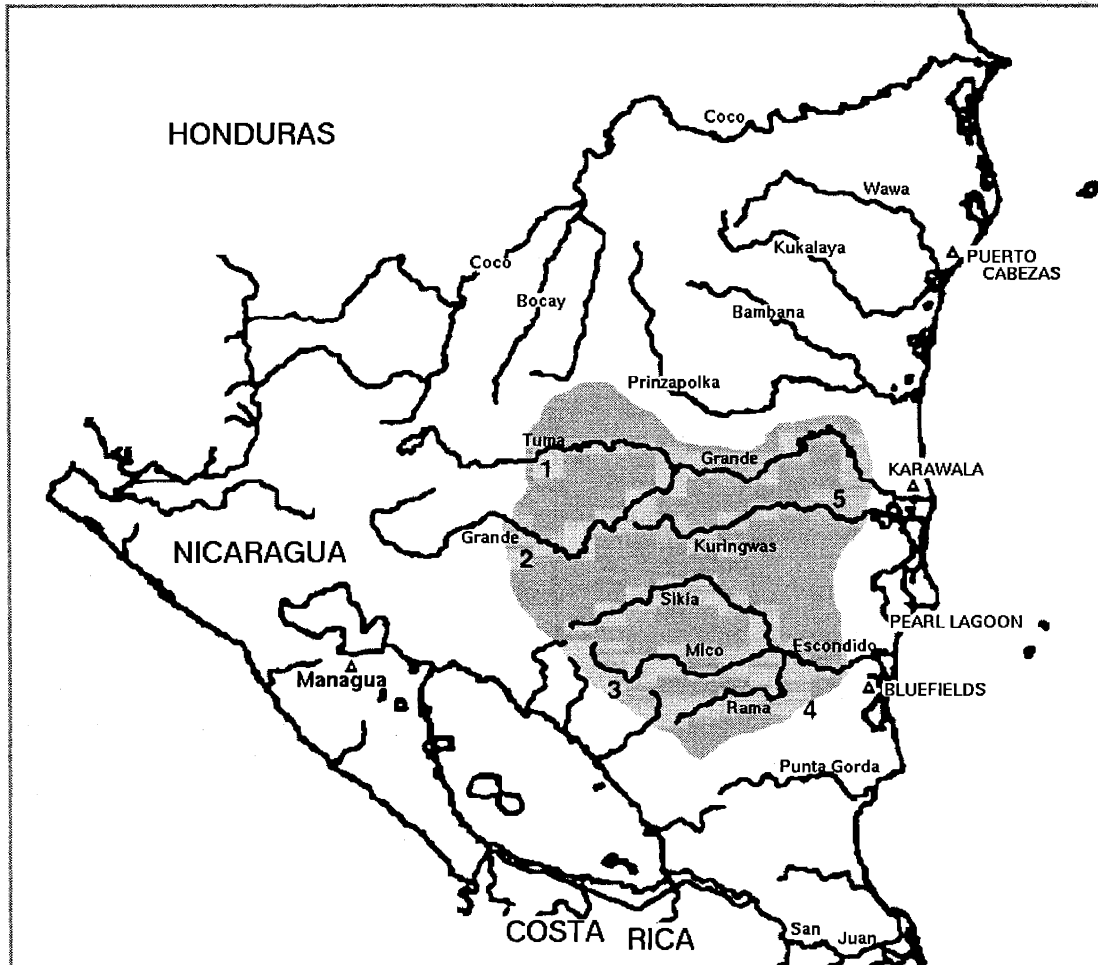 Coco
HONDURAS
Wawa
Kukalaya
PUERTO
CABEZAS
Coco
Bocay
Bambana
Prinzapolka
Tuma
Grande
1
KARAWALA
5
Grande
Kuringwas
NICARAGUA
2
Sikia
PEARL LAGOON
Mico
Escondido
Managua
3
BLUEFIELDS
Rama
4
Punta Gorda
COSTA RICA
San Juan